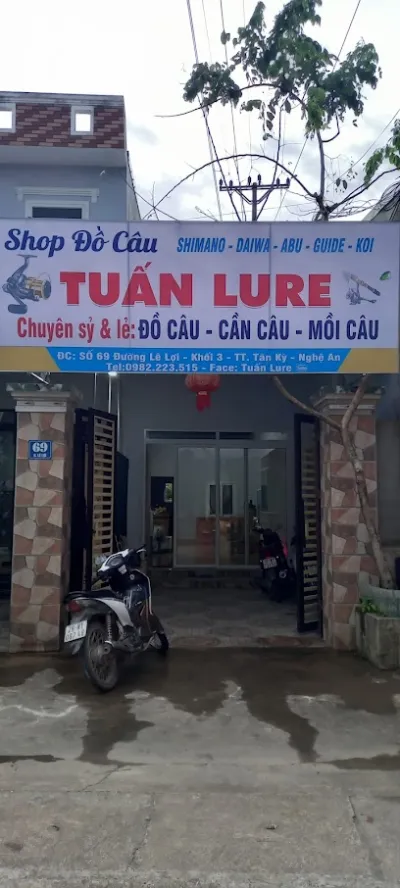 Shop Đồ Câu
SHIMANO - DAIWA - ABU - GUIDE - KOI
TUẤN LURE
Chuyên sỷ & lẻ: ĐỒ CÂU - CẦN CÂU - MỒI CÂU
ĐC: SỐ 69 Đường Lê Lợi - Khối 3 - TT. Tân Kỳ - Nghệ An
Tel:0982.223.515 - Face: Tuấn Lure
69